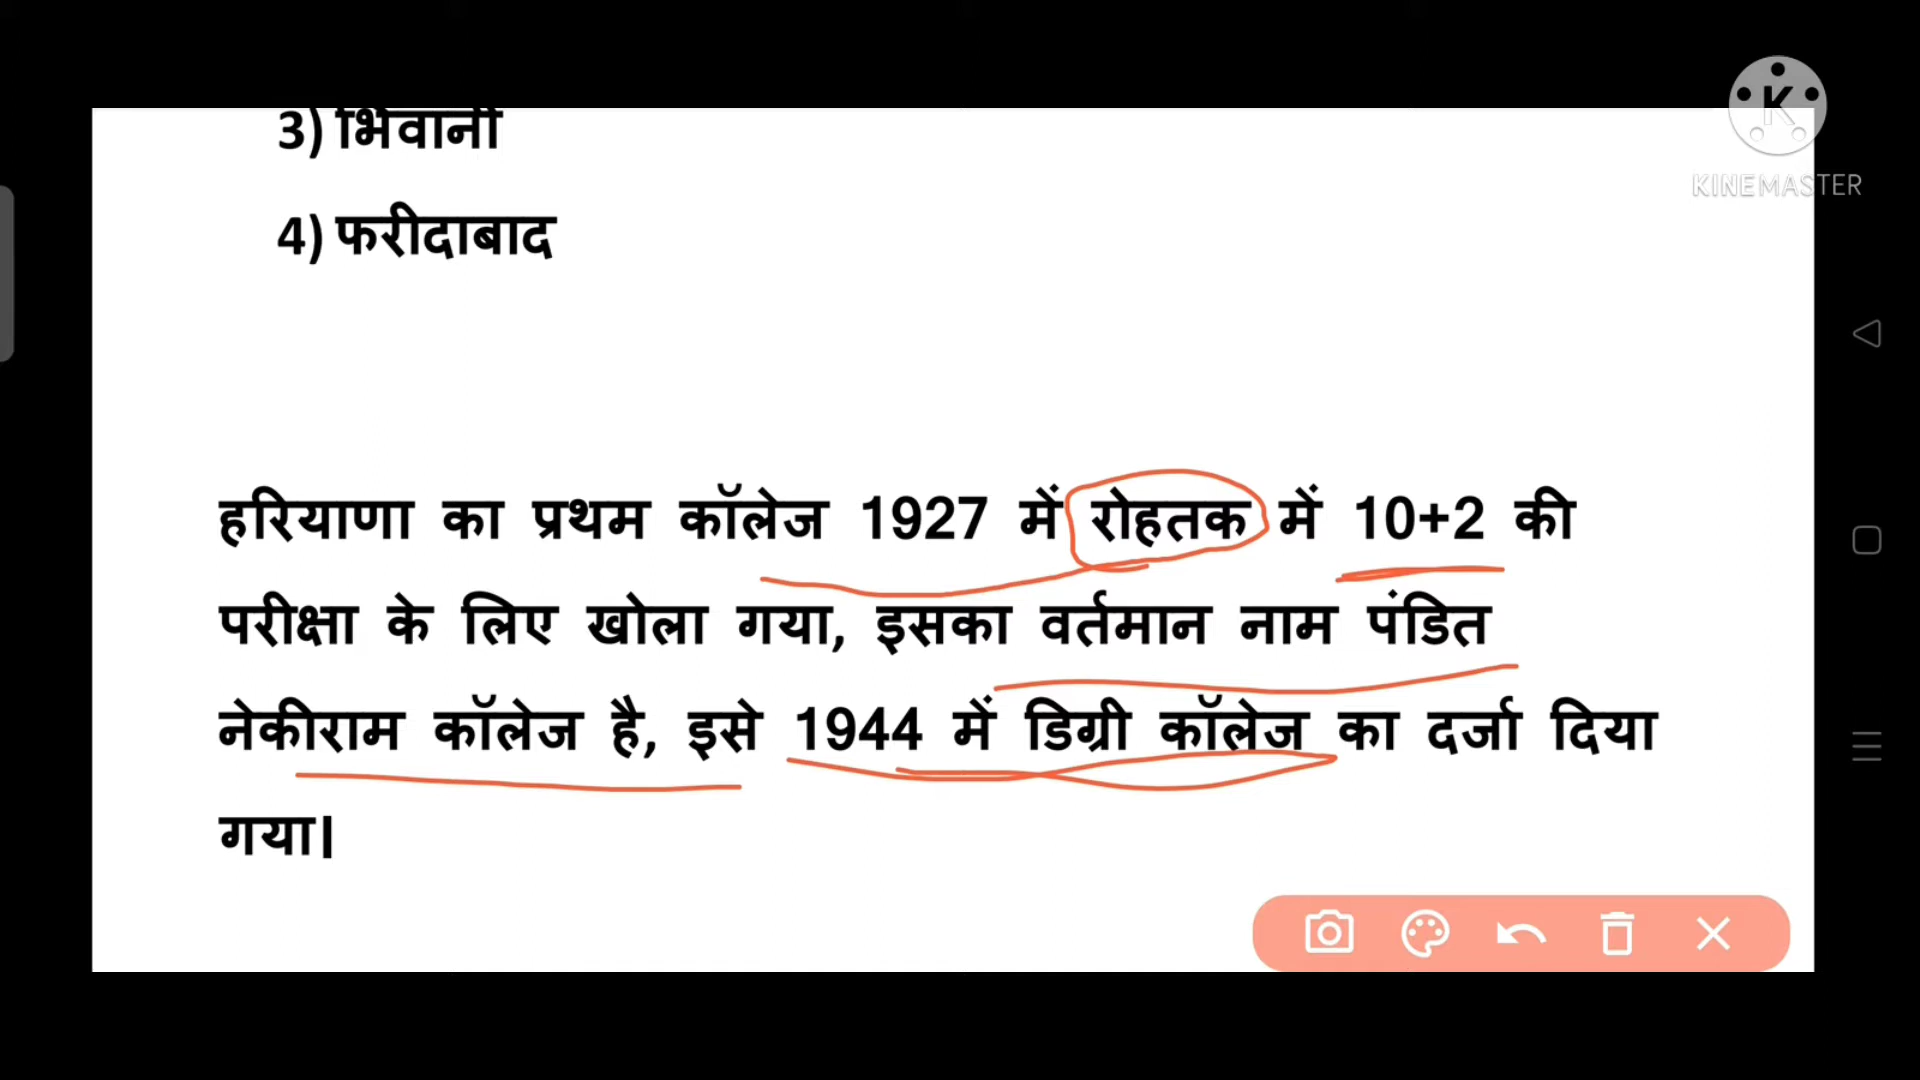 3) भिवानी
4) फरीदाबाद
हरियाणा का प्रथम कॉलेज 1927 में रोहतक में 10+2 की
परीक्षा के लिए खोला गया, इसका वर्तमान नाम पंडित
नेकीराम कॉलेज है, इसे 1944 में डिग्री कॉलेज का दर्जा दिया
गया।
K
KINEMASTER